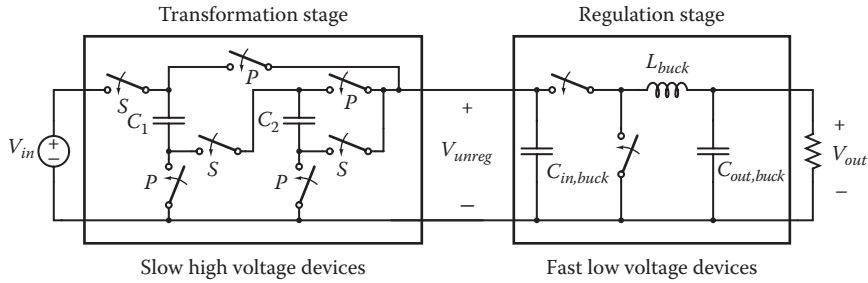 Transformation stage
Regulation stage
S
P
P
C1
C2
S
S
P
P
Vin
+
−
+
Vunreg
−
Lbuck
Cin,buck
Cout,buck
+
Vout
−
Slow high voltage devices
Fast low voltage devices